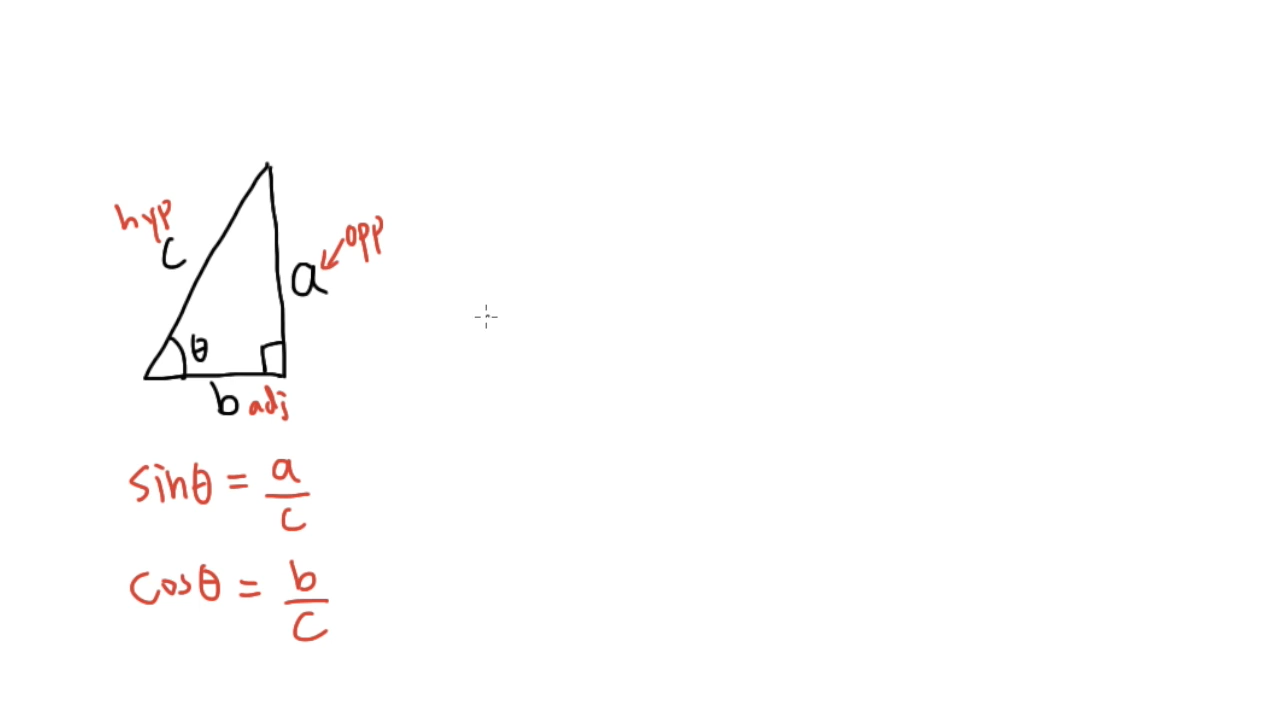 hyp
c
a
opp
θ
b adj
sinθ = a/c
cosθ = b/c